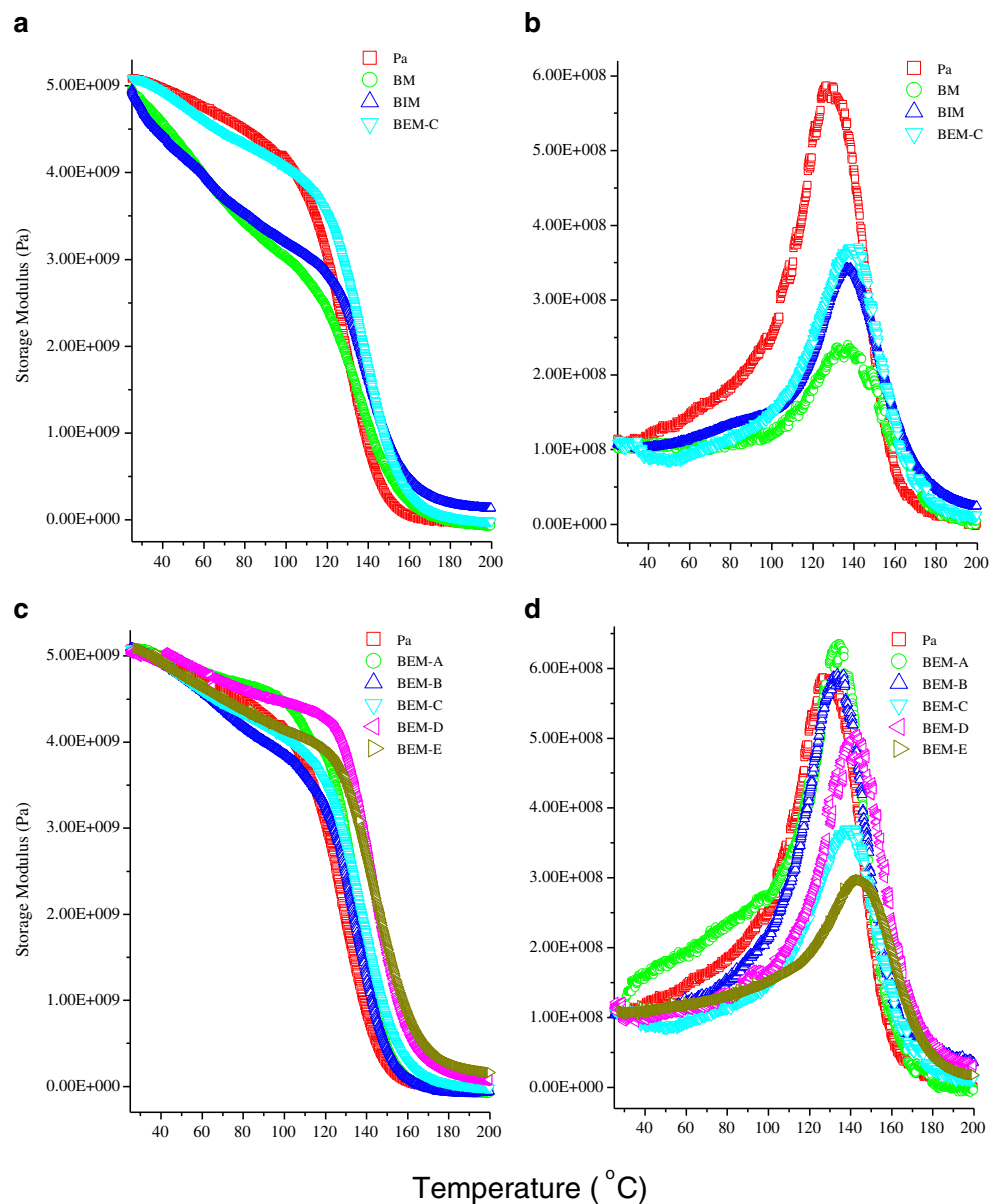 a
Pa
BM
BIM
BEM-C
5.00E+009
4.00E+009
3.00E+009
2.00E+009
1.00E+009
0.00E+000
Storage Modulus (Pa)
40 60 80 100 120 140 160 180 200
b
Pa
BM
BIM
BEM-C
6.00E+008
5.00E+008
4.00E+008
3.00E+008
2.00E+008
1.00E+008
0.00E+000
40 60 80 100 120 140 160 180 200
c
Pa
BEM-A
BEM-B
BEM-C
BEM-D
BEM-E
5.00E+009
4.00E+009
3.00E+009
2.00E+009
1.00E+009
0.00E+000
Storage Modulus (Pa)
40 60 80 100 120 140 160 180 200
d
Pa
BEM-A
BEM-B
BEM-C
BEM-D
BEM-E
6.00E+008
5.00E+008
4.00E+008
3.00E+008
2.00E+008
1.00E+008
0.00E+000
40 60 80 100 120 140 160 180 200
Temperature ( °C)